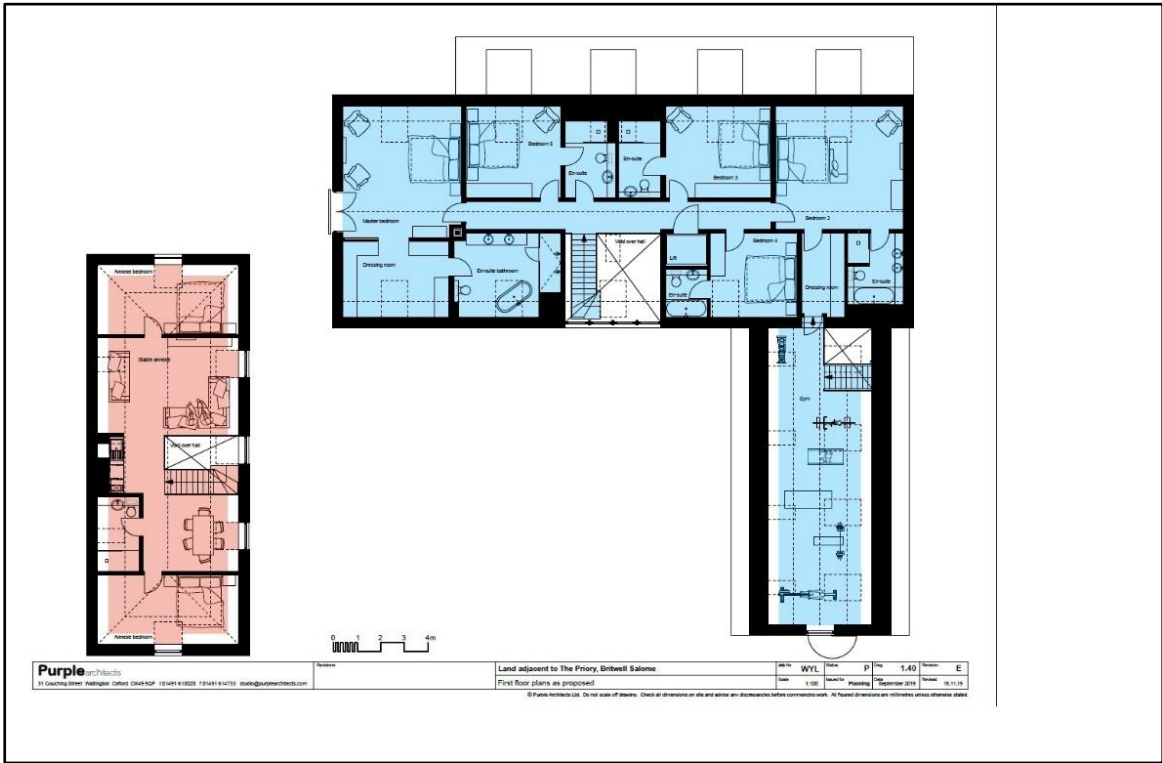 Annexe bedroom
Stable annexe
Void over hall
Annexe bedroom
Master bedroom
Bedroom 5
En-suite
En-suite
Bedroom 3
Bedroom 2
Dressing room
En-suite bathroom
Void over hall
Lift
En-suite
Bedroom 4
Dressing room
En-suite
Gym
0 1 2 3 4m
Purple architects
31 Couching Street Watlington Oxford
studio@purplearchitects.com
Revisions
Land adjacent to The Priory, Britwell Salome
First floor plans as proposed
Job No WYL
Status P
Dwg 1.40
Revision E
Scale 1:100
Issued for Planning
Date September 2019
Revised 15.11.19
© Purple Architects Ltd. Do not scale off drawing. Check all dimensions on site and advise any discrepancies before commencing work. All figured dimensions are millimetres unless otherwise stated.